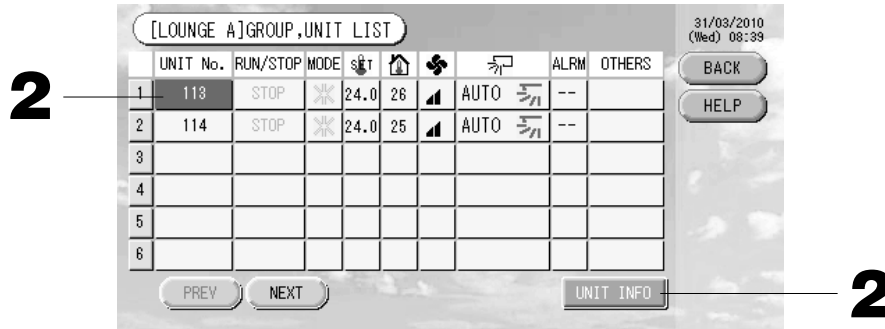 [LOUNGE A]GROUP,UNIT LIST
31/03/2010
(Wed) 08:39
UNIT No. RUN/STOP MODE SET ALRM OTHERS
BACK
2
1 113 STOP 24.0 26 AUTO --
HELP
2 114 STOP 24.0 25 AUTO --
3
4
5
6
PREV NEXT UNIT INFO
2